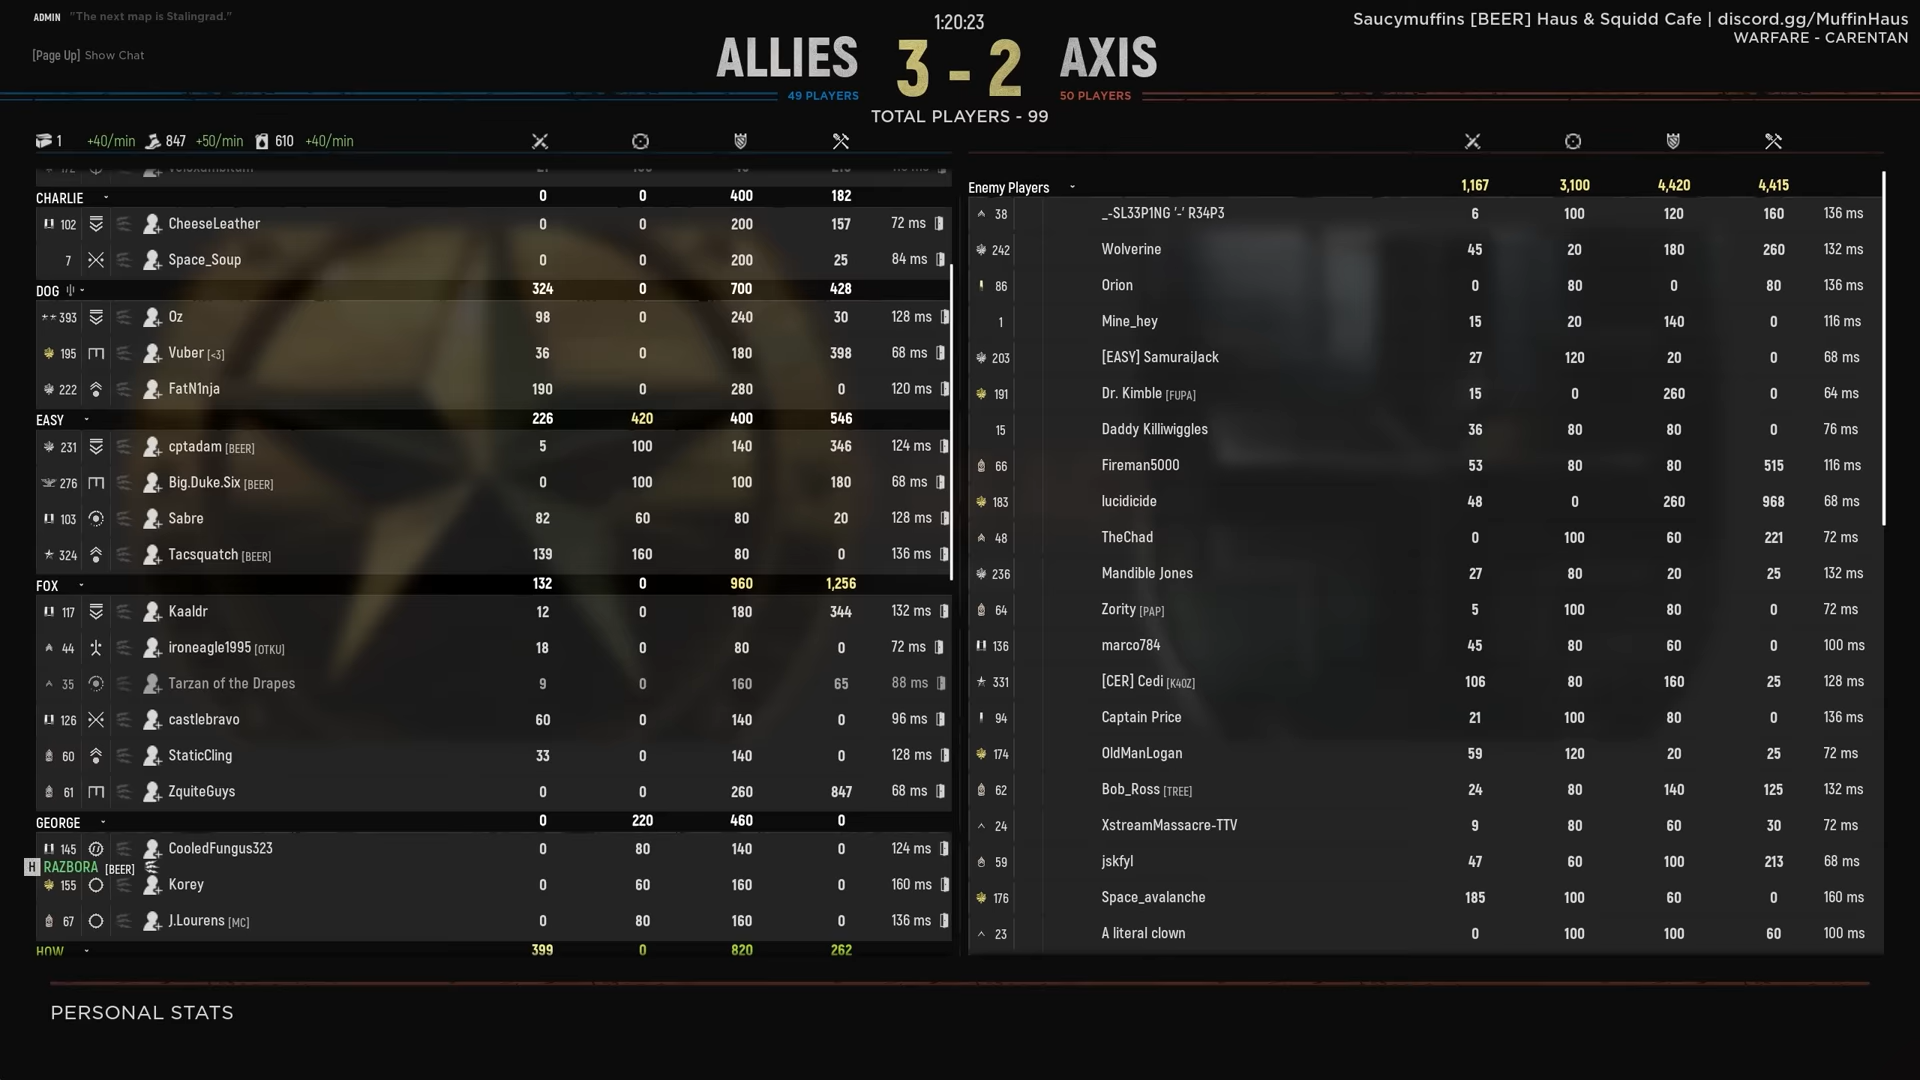 ADMIN "The next map is Stalingrad."
[Page Up] Show Chat
1:20:23
ALLIES 3 - 2 AXIS
49 PLAYERS 50 PLAYERS
TOTAL PLAYERS - 99
Saucymuffins [BEER] Haus & Squidd Cafe | discord.gg/MuffinHaus
WARFARE - CARENTAN
1 +40/min 847 +50/min 610 +40/min
CHARLIE 0 0 400 182
102 CheeseLeather 0 0 200 157 72 ms
7 Space_Soup 0 0 200 25 84 ms
DOG 324 0 700 428
393 Oz 98 0 240 30 128 ms
195 Vuber [<3] 36 0 180 398 68 ms
222 FatN1nja 190 0 280 0 120 ms
EASY 226 420 400 546
231 cptadam [BEER] 5 100 140 346 124 ms
276 Big.Duke.Six [BEER] 0 100 100 180 68 ms
103 Sabre 82 60 80 20 128 ms
324 Tacsquatch [BEER] 139 160 80 0 136 ms
FOX 132 0 960 1,256
117 Kaaldr 12 0 180 344 132 ms
44 ironeagle1995 [OTKU] 18 0 80 0 72 ms
35 Tarzan of the Drapes 9 0 160 65 88 ms
126 castlebravo 60 0 140 0 96 ms
60 StaticCling 33 0 140 0 128 ms
61 ZquiteGuys 0 0 260 847 68 ms
GEORGE 0 220 460 0
145 CooledFungus323 0 80 140 0 124 ms
H RAZBORA [BEER]
155 Korey 0 60 160 0 160 ms
67 J.Lourens [MC] 0 80 160 0 136 ms
HOW 399 0 820 262
Enemy Players 1,167 3,100 4,420 4,415
38 _-SL33P1NG '-' R34P3 6 100 120 160 136 ms
242 Wolverine 45 20 180 260 132 ms
86 Orion 0 80 0 80 136 ms
1 Mine_hey 15 20 140 0 116 ms
203 [EASY] SamuraiJack 27 120 20 0 68 ms
191 Dr. Kimble [FUPA] 15 0 260 0 64 ms
15 Daddy Killiwiggles 36 80 80 0 76 ms
66 Fireman5000 53 80 80 515 116 ms
183 lucidicide 48 0 260 968 68 ms
48 TheChad 0 100 60 221 72 ms
236 Mandible Jones 27 80 20 25 132 ms
64 Zority [PAP] 5 100 80 0 72 ms
136 marco784 45 80 60 0 100 ms
331 [CER] Cedi [K40Z] 106 80 160 25 128 ms
94 Captain Price 21 100 80 0 136 ms
174 OldManLogan 59 120 20 25 72 ms
62 Bob_Ross [TREE] 24 80 140 125 132 ms
24 XstreamMassacre-TTV 9 80 60 30 72 ms
59 jskfyl 47 60 100 213 68 ms
176 Space_avalanche 185 100 60 0 160 ms
23 A literal clown 0 100 100 60 100 ms
PERSONAL STATS